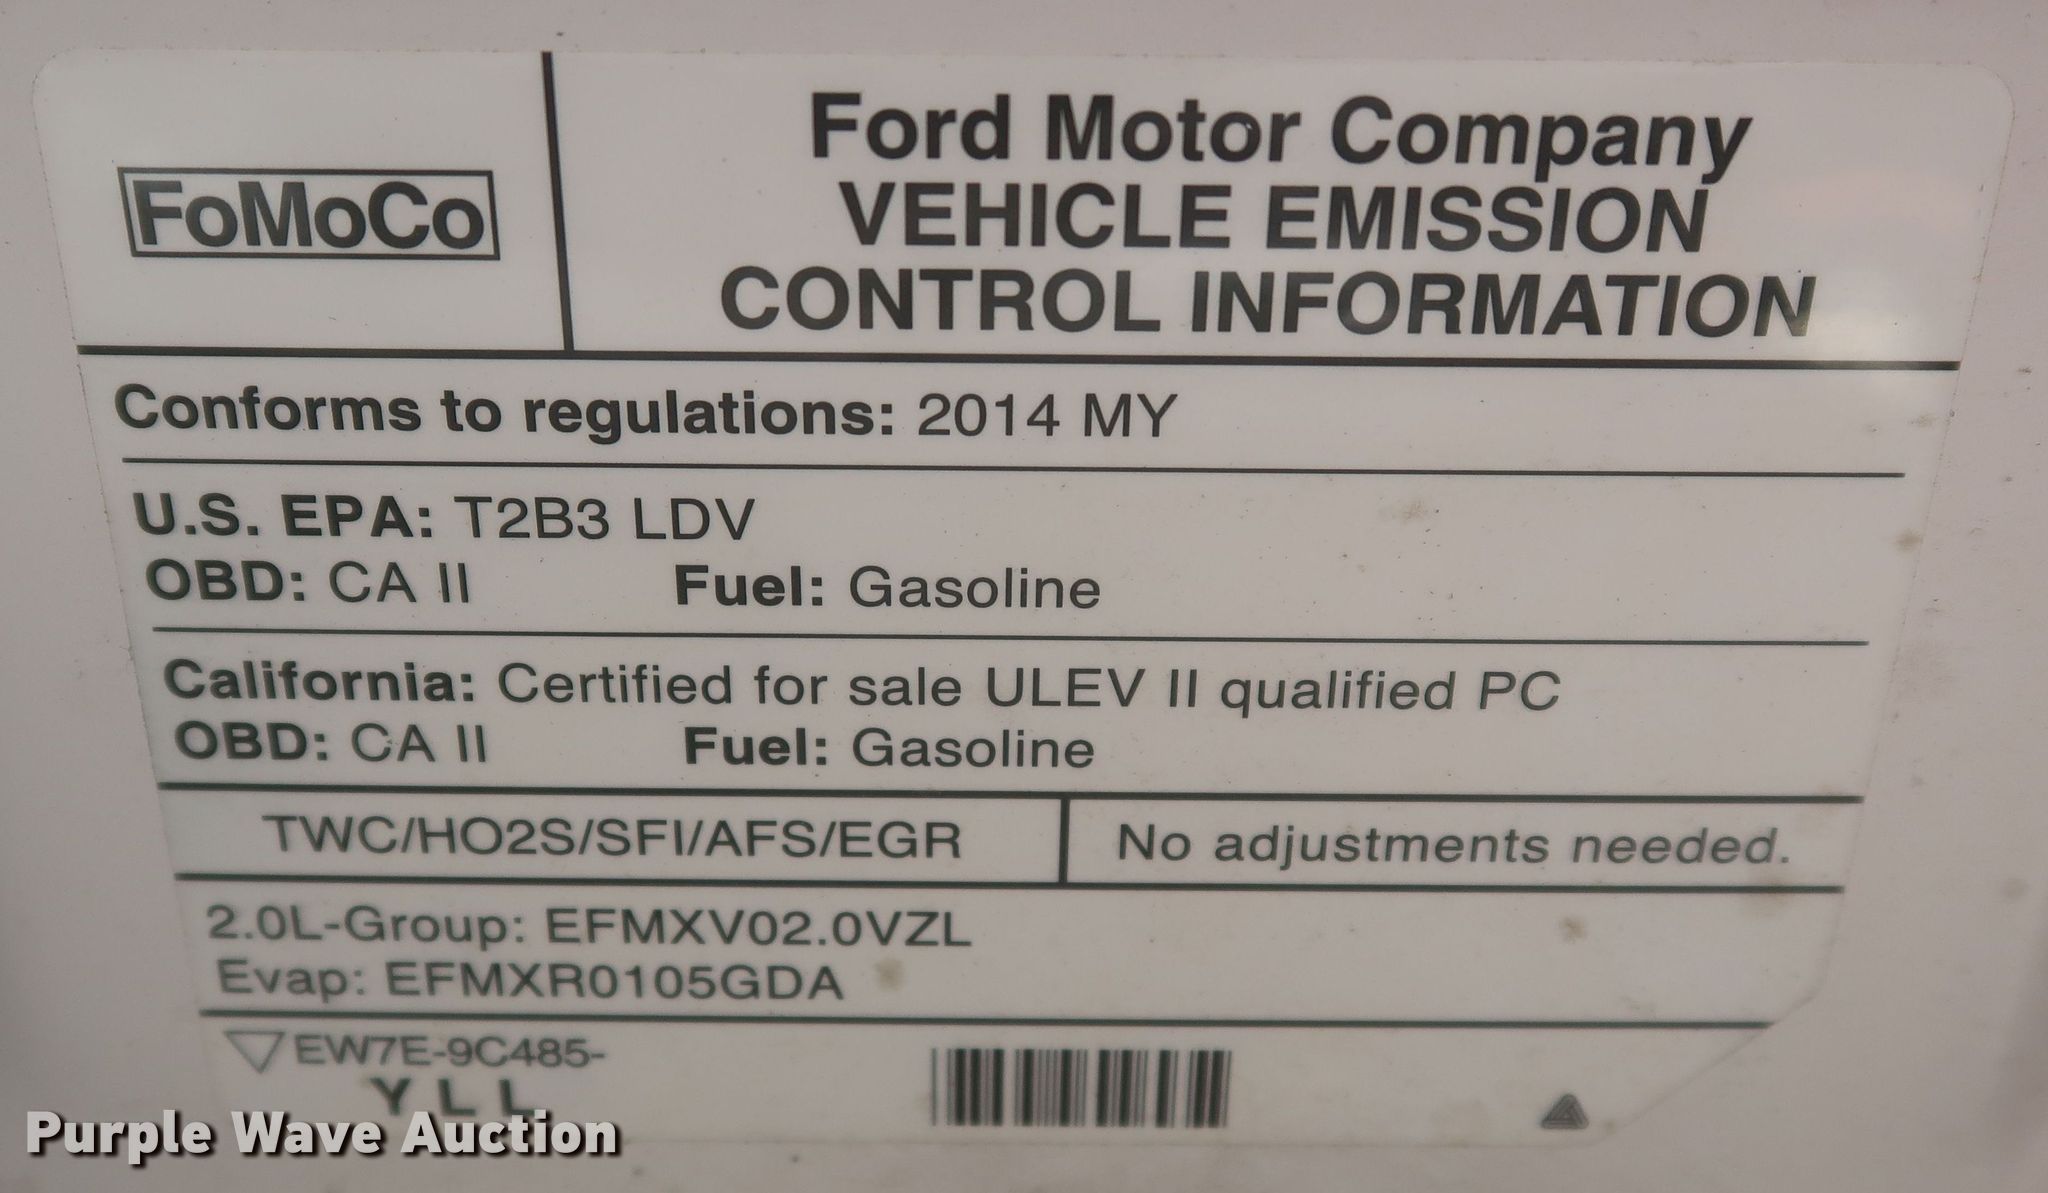 FoMoCo
Ford Motor Company
VEHICLE EMISSION
CONTROL INFORMATION
Conforms to regulations: 2014 MY
U.S. EPA: T2B3 LDV
OBD: CA II Fuel: Gasoline
California: Certified for sale ULEV II qualified PC
OBD: CA II Fuel: Gasoline
TWC/HO2S/SFI/AFS/EGR
No adjustments needed.
2.0L-Group: EFMXV02.0VZL
Evap: EFMXR0105GDA
EW7E-9C485-
YLL
Purple Wave Auction